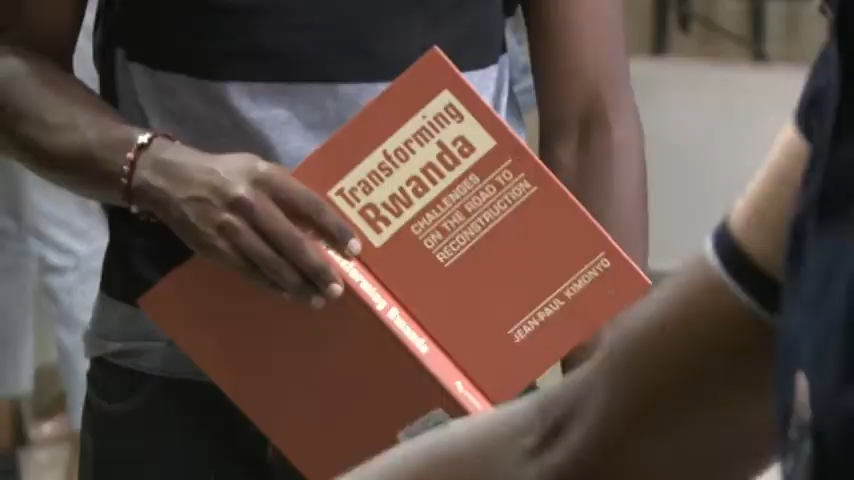 Transforming
Rwanda
CHALLENGES
ON THE ROAD TO
RECONSTRUCTION
JEAN-PAUL KIMONYO
Transforming Rwanda